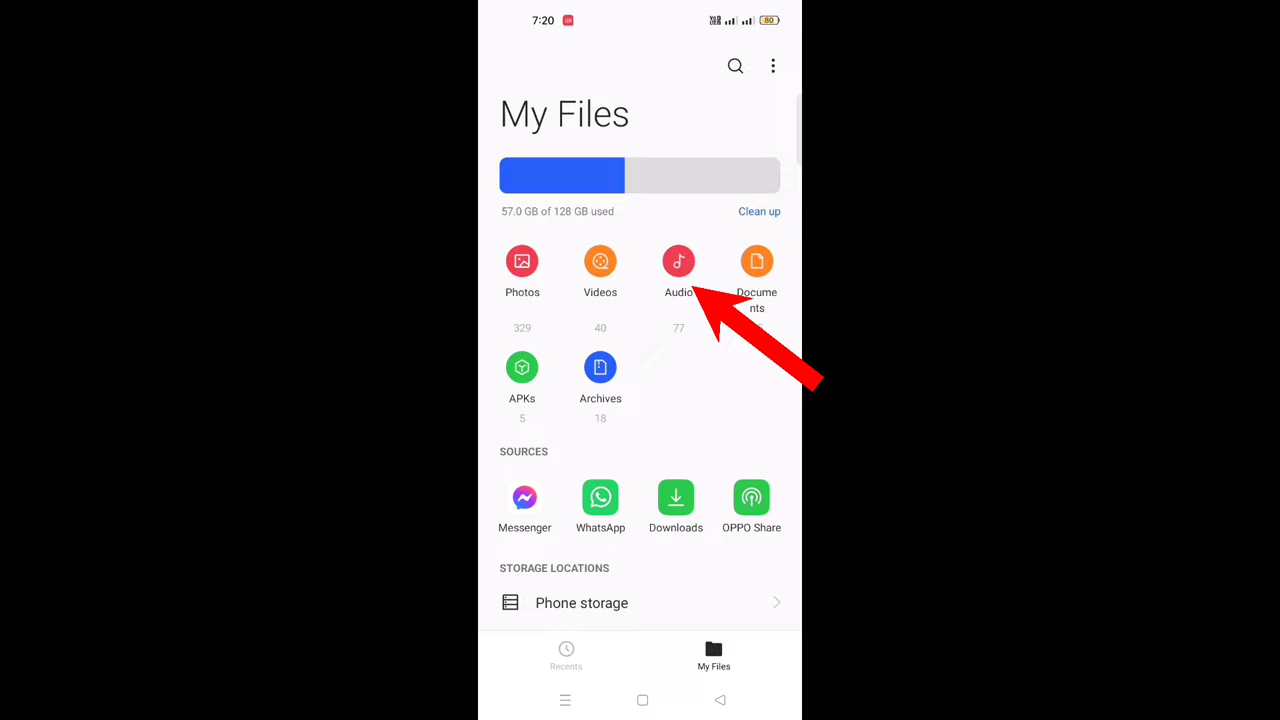 7:20
80
My Files
57.0 GB of 128 GB used Clean up
Photos Videos Audio Docume
nts
329 40 77
APKs Archives
5 18
SOURCES
Messenger WhatsApp Downloads OPPO Share
STORAGE LOCATIONS
Phone storage
Recents My Files